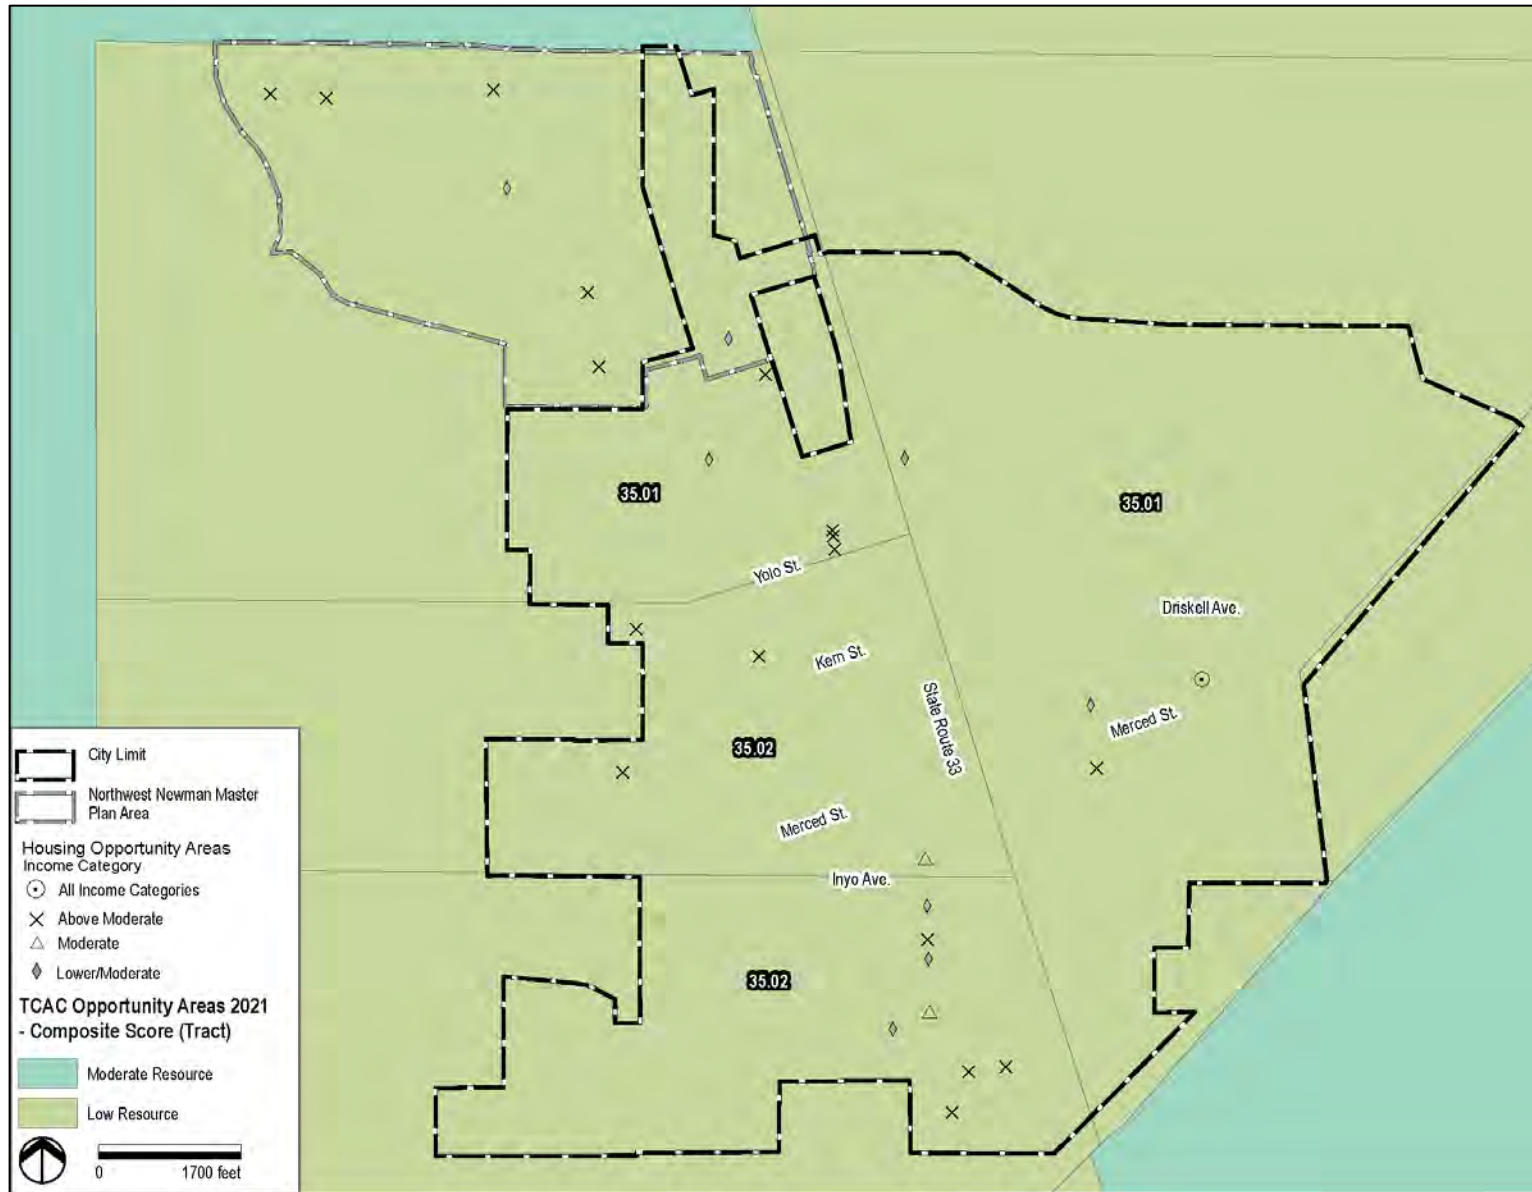 35.01
35.01
Yolo St.
Driskell Ave.
Kern St.
State Route 33
Merced St.
35.02
Merced St.
Inyo Ave.
35.02
City Limit
Northwest Newman Master
Plan Area
Housing Opportunity Areas
Income Category
All Income Categories
Above Moderate
Moderate
Lower/Moderate
TCAC Opportunity Areas 2021
- Composite Score (Tract)
Moderate Resource
Low Resource
0 1700 feet